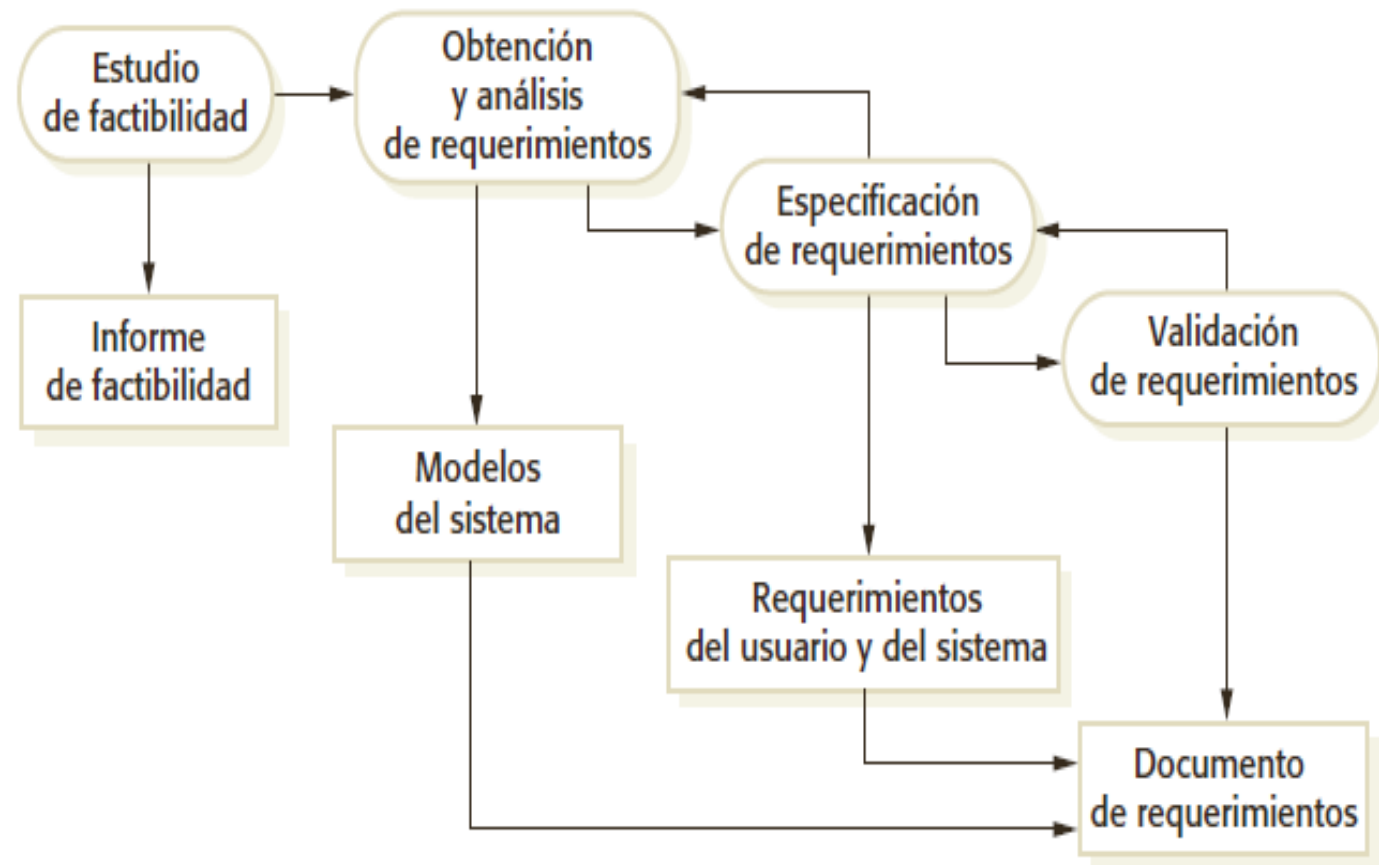 Estudio
de factibilidad
Obtención
y análisis
de requerimientos
Especificación
de requerimientos
Validación
de requerimientos
Informe
de factibilidad
Modelos
del sistema
Requerimientos
del usuario y del sistema
Documento
de requerimientos